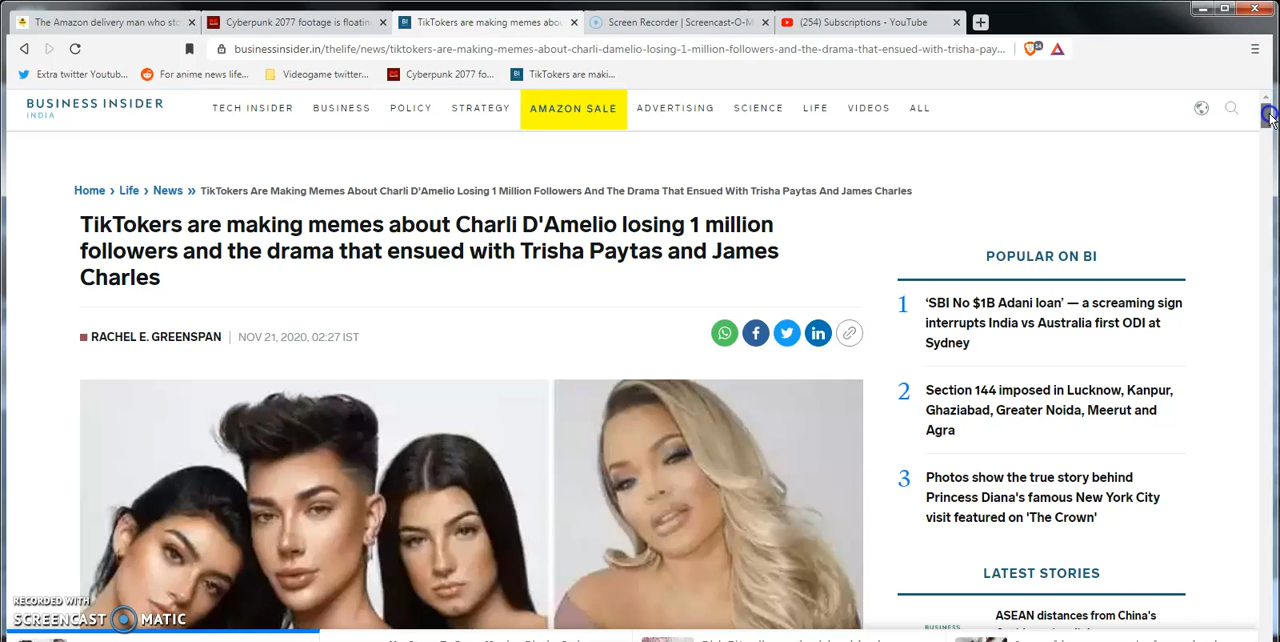 The Amazon delivery man who sto
Cyberpunk 2077 footage is floatin
TikTokers are making memes abou
Screen Recorder | Screencast-O-M
(254) Subscriptions - YouTube
businessinsider.in/thelife/news/tiktokers-are-making-memes-about-charli-damelio-losing-1-million-followers-and-the-drama-that-ensued-with-trisha-pay...
Extra twitter Youtub...
For anime news life...
Videogame twitter...
Cyberpunk 2077 fo...
TikTokers are maki...
BUSINESS INSIDER
INDIA
TECH INSIDER
BUSINESS
POLICY
STRATEGY
AMAZON SALE
ADVERTISING
SCIENCE
LIFE
VIDEOS
ALL
Home › Life › News » TikTokers Are Making Memes About Charli D'Amelio Losing 1 Million Followers And The Drama That Ensued With Trisha Paytas And James Charles
TikTokers are making memes about Charli D'Amelio losing 1 million
followers and the drama that ensued with Trisha Paytas and James
Charles
RACHEL E. GREENSPAN | NOV 21, 2020, 02:27 IST
POPULAR ON BI
1 'SBI No $1B Adani loan' — a screaming sign
interrupts India vs Australia first ODI at
Sydney
2 Section 144 imposed in Lucknow, Kanpur,
Ghaziabad, Greater Noida, Meerut and
Agra
3 Photos show the true story behind
Princess Diana's famous New York City
visit featured on 'The Crown'
LATEST STORIES
ASEAN distances from China's
RECORDED WITH
SCREENCAST MATIC